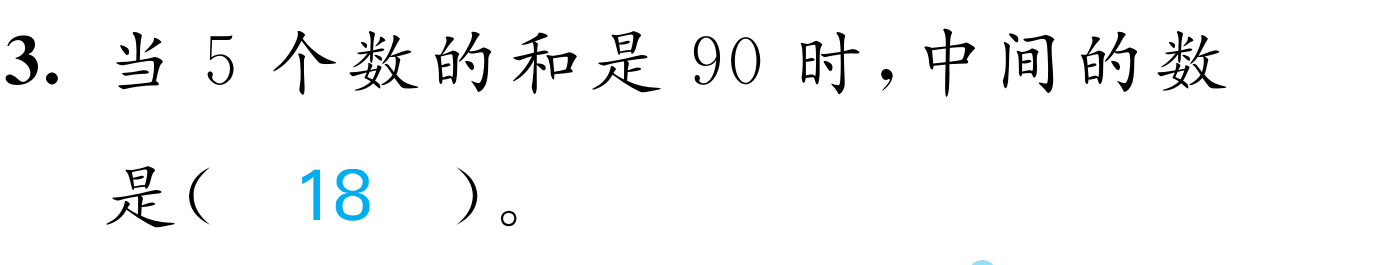 3. 当 5 个数的和是 90 时,中间的数
是( 18 )。